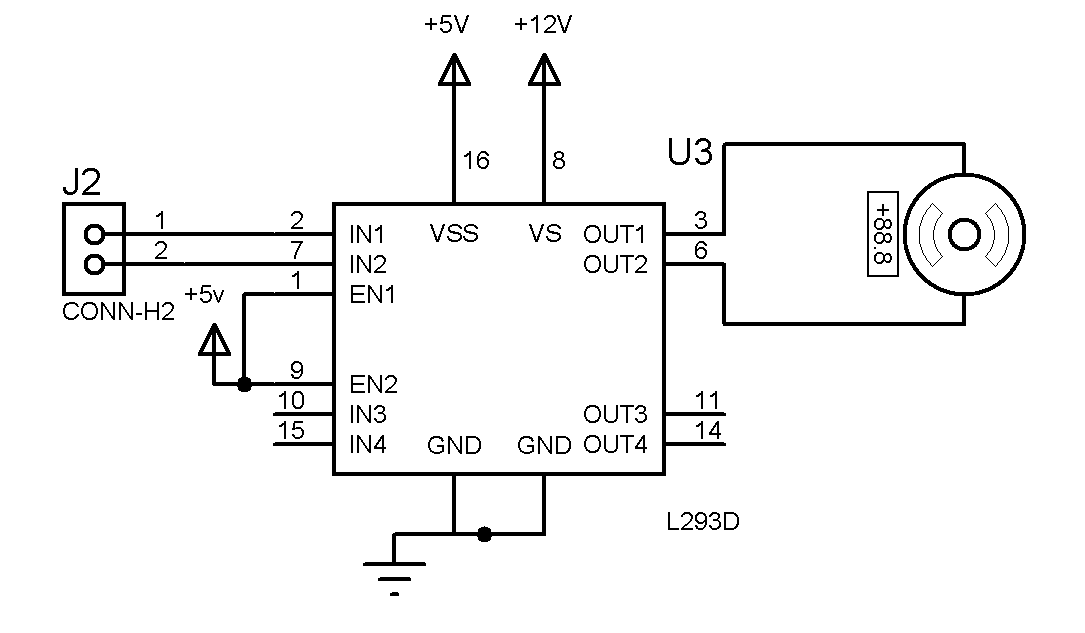 +5V +12V
16 8
U3
J2
1 2 IN1 VSS VS OUT1 3
2 7 IN2 OUT2 6
+88.8
1 EN1
+5v
CONN-H2
9 EN2
10 IN3 OUT3 11
15 IN4 GND GND OUT4 14
L293D